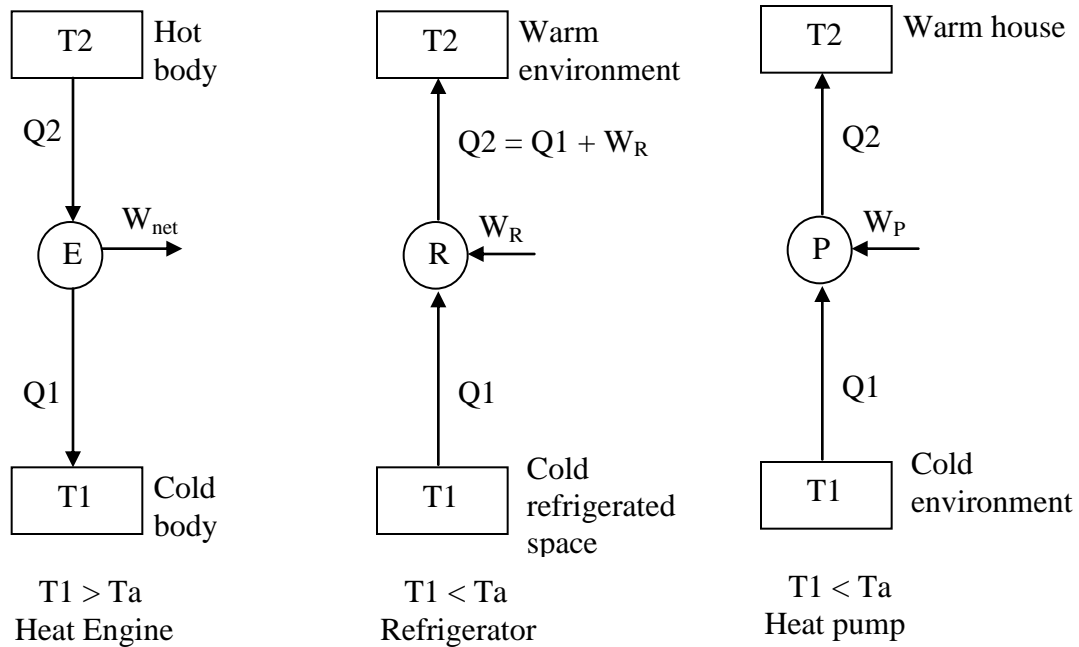 T2
Hot
body
Q2
W_net
E
Q1
T1
Cold
body
T1 > Ta
Heat Engine
T2
Warm
environment
Q2 = Q1 + W_R
W_R
R
Q1
T1
Cold
refrigerated
space
T1 < Ta
Refrigerator
T2
Warm house
Q2
W_P
P
Q1
T1
Cold
environment
T1 < Ta
Heat pump